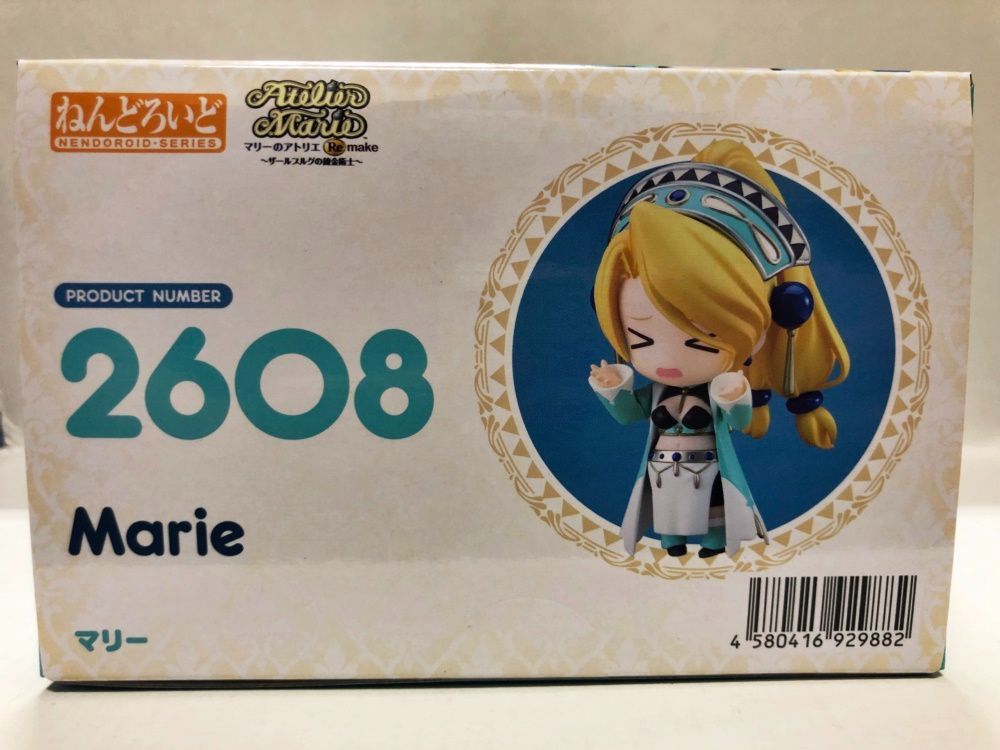 ねんどろいど
NENDOROID・SERIES
Atelier
Marie
マリーのアトリエ Remake
～ザールブルグの錬金術士～
PRODUCT NUMBER
2608
Marie
マリー
4 580416 929882